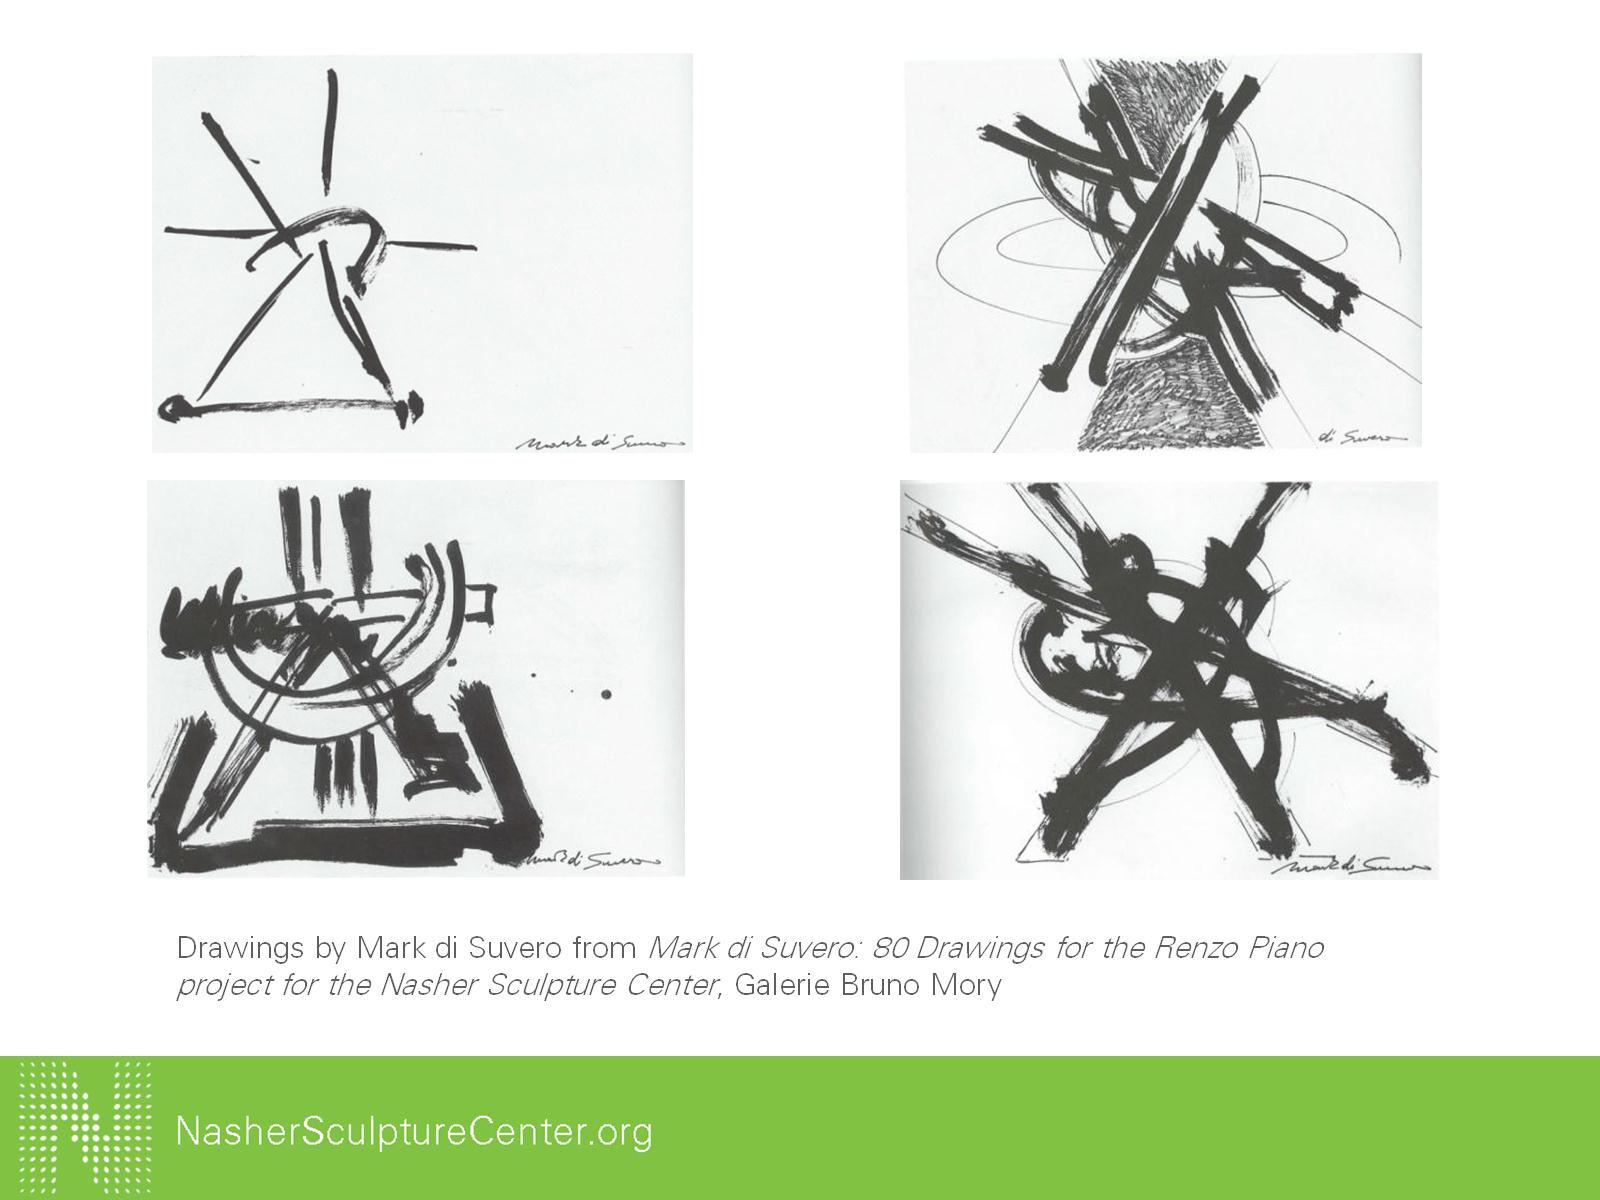 Mark di Suvero
di Suvero
Mark di Suvero
Mark di Suvero
Drawings by Mark di Suvero from Mark di Suvero: 80 Drawings for the Renzo Piano
project for the Nasher Sculpture Center, Galerie Bruno Mory
N
NasherSculptureCenter.org